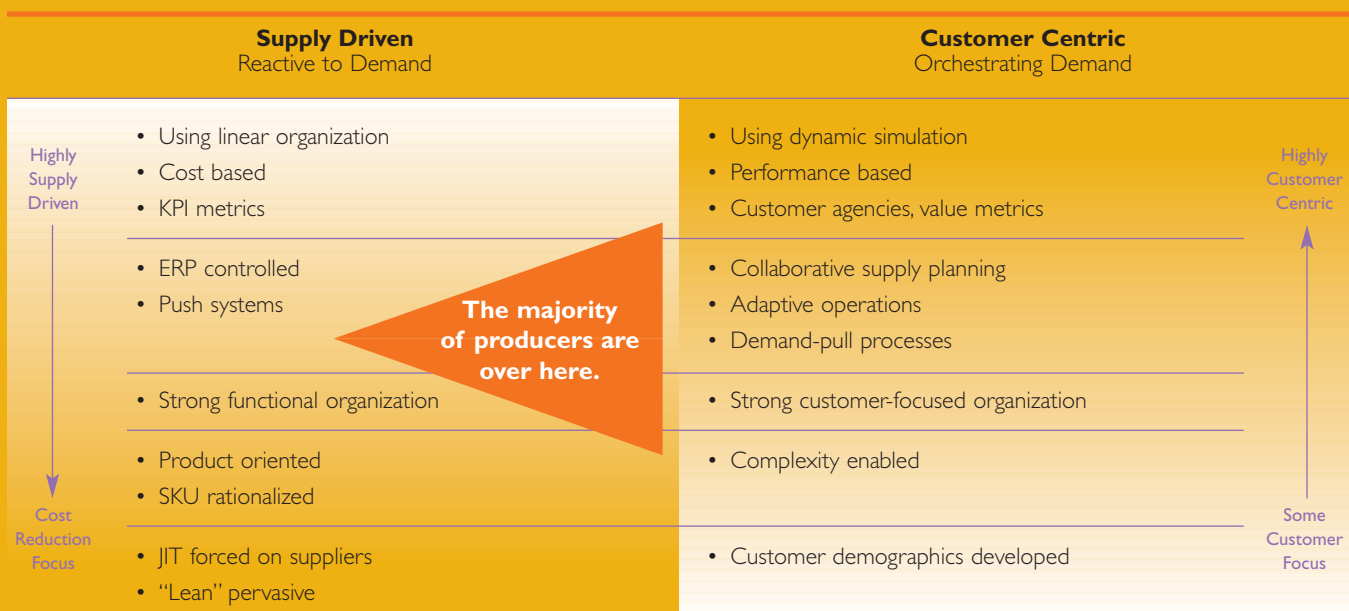 Supply Driven
Reactive to Demand
Customer Centric
Orchestrating Demand
Highly
Supply
Driven
• Using linear organization
• Cost based
• KPI metrics
• Using dynamic simulation
• Performance based
• Customer agencies, value metrics
Highly
Customer
Centric
• ERP controlled
• Push systems
The majority
of producers are
over here.
• Collaborative supply planning
• Adaptive operations
• Demand-pull processes
• Strong functional organization
• Strong customer-focused organization
• Product oriented
• SKU rationalized
• Complexity enabled
Cost
Reduction
Focus
• JIT forced on suppliers
• “Lean” pervasive
• Customer demographics developed
Some
Customer
Focus